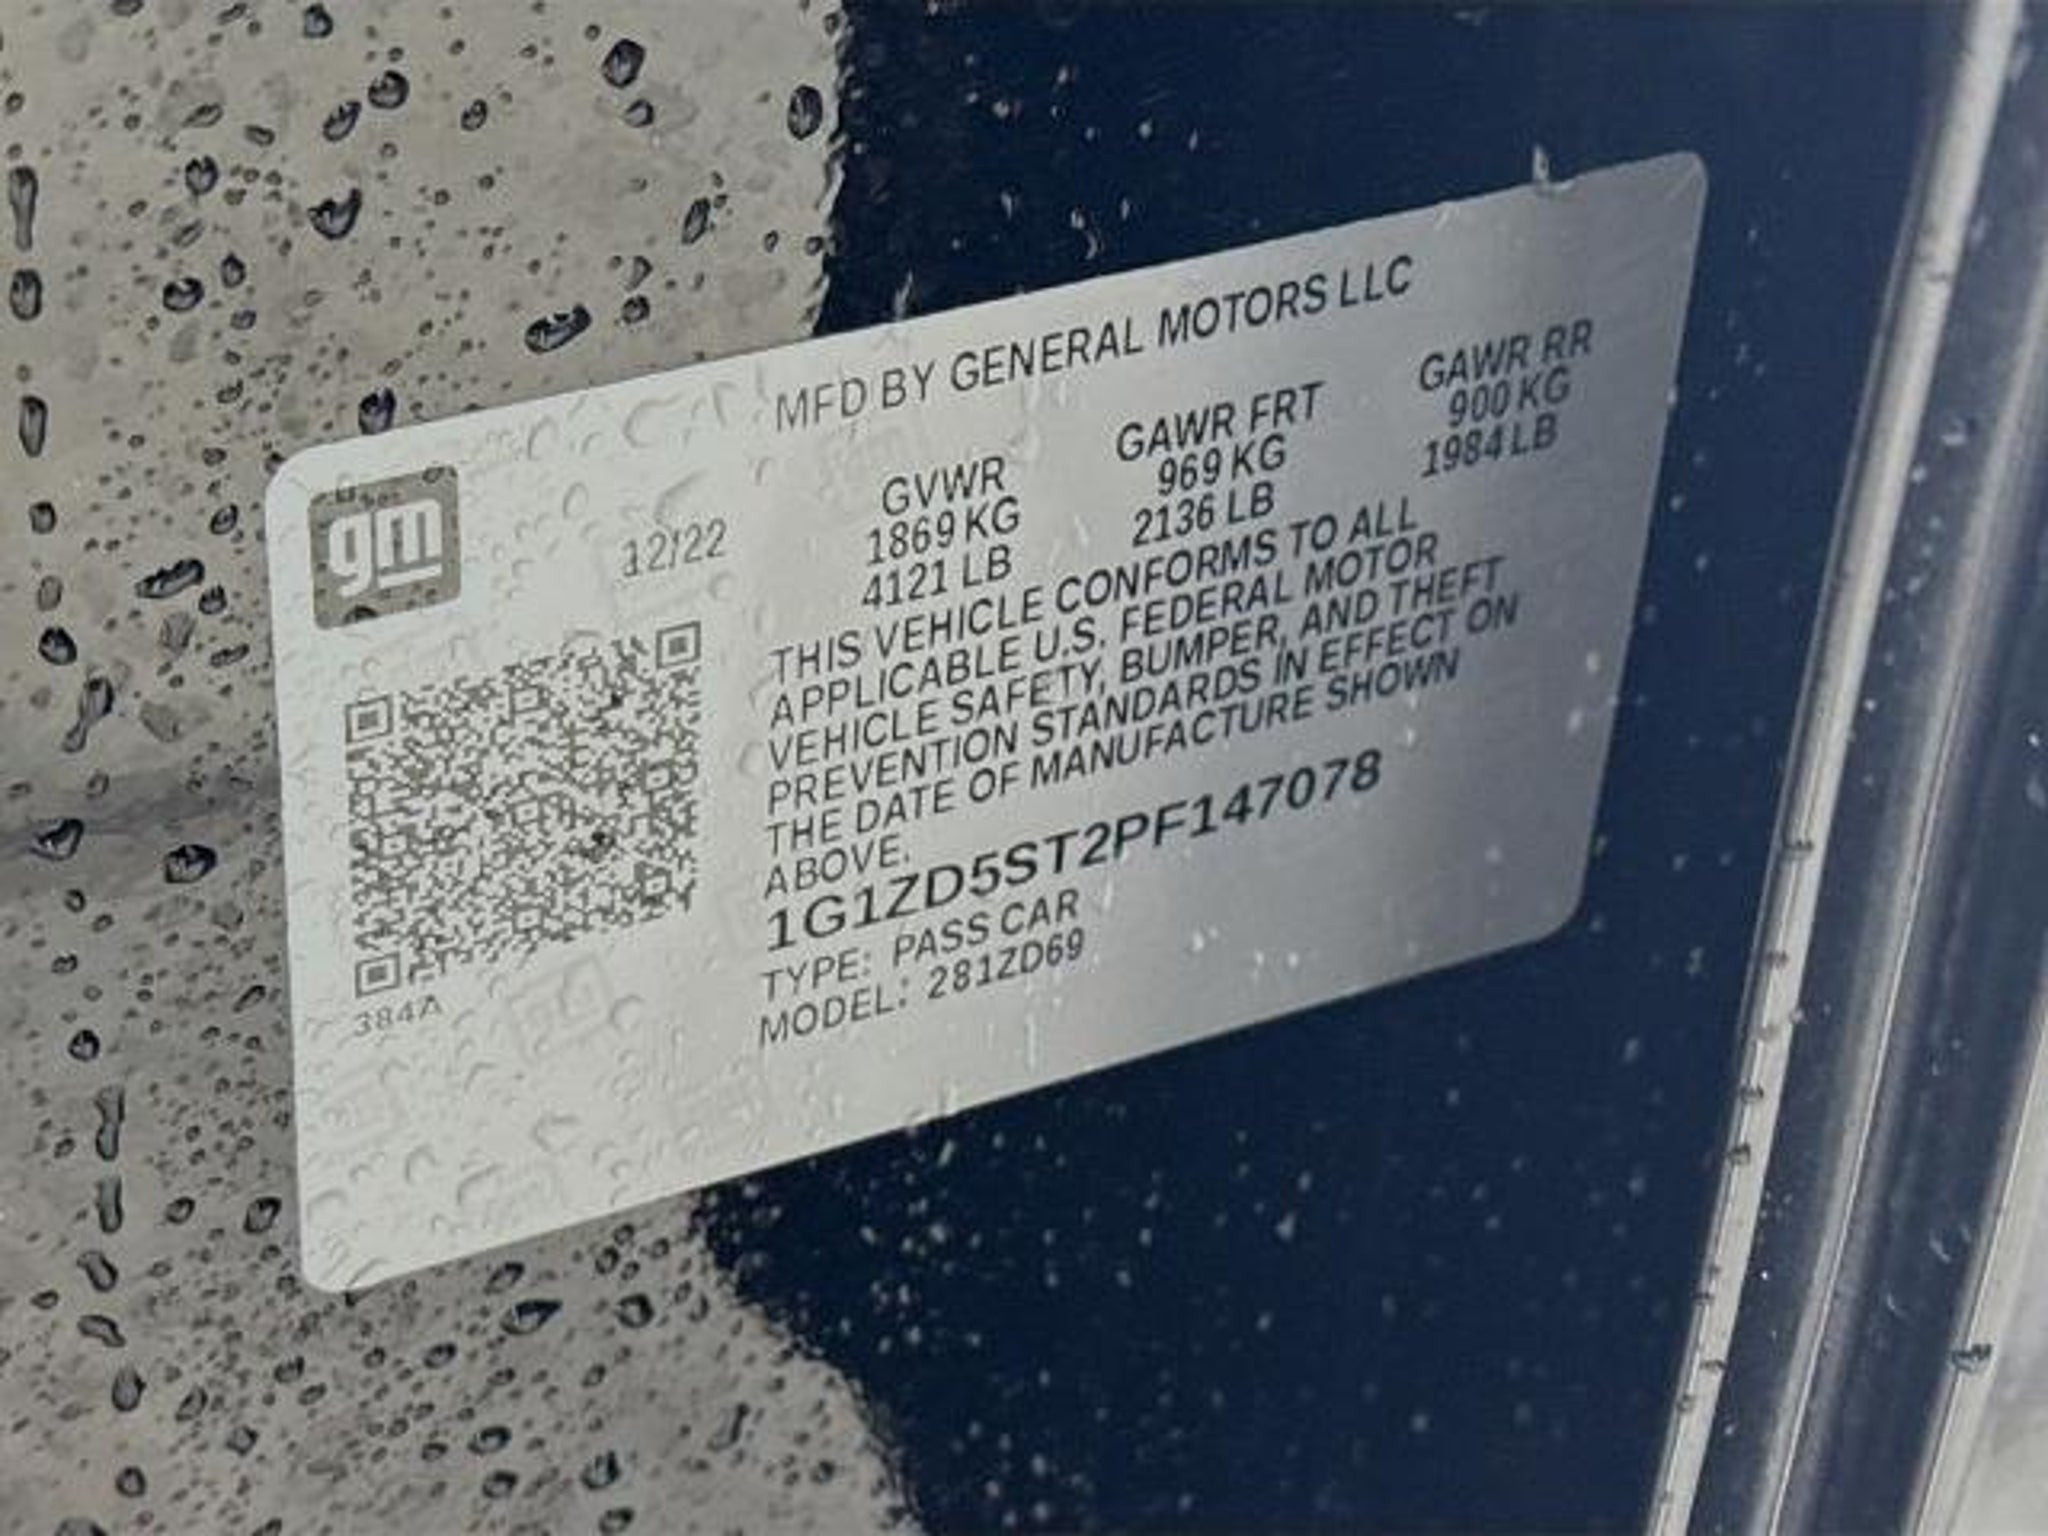 MFD BY GENERAL MOTORS LLC
gm
12/22
GVWR GAWR FRT GAWR RR
1869 KG 969 KG 900 KG
4121 LB 2136 LB 1984 LB
THIS VEHICLE CONFORMS TO ALL
APPLICABLE U.S. FEDERAL MOTOR
VEHICLE SAFETY, BUMPER, AND THEFT
PREVENTION STANDARDS IN EFFECT ON
THE DATE OF MANUFACTURE SHOWN
ABOVE.
1G1ZD5ST2PF147078
TYPE: PASS CAR
MODEL: 281ZD69
384A